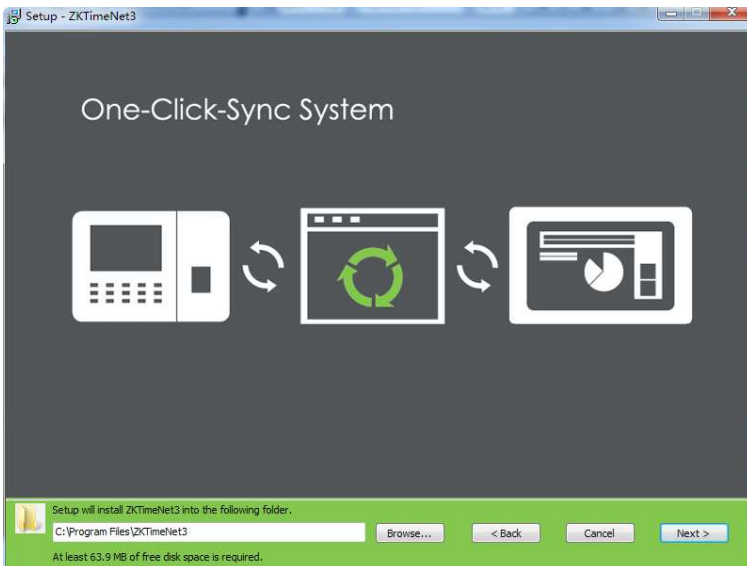 Setup - ZKTimeNet3
One-Click-Sync System
Setup will install ZKTimeNet3 into the following folder.
C:\Program Files\ZKTimeNet3
Browse...
< Back
Cancel
Next >
At least 63.9 MB of free disk space is required.